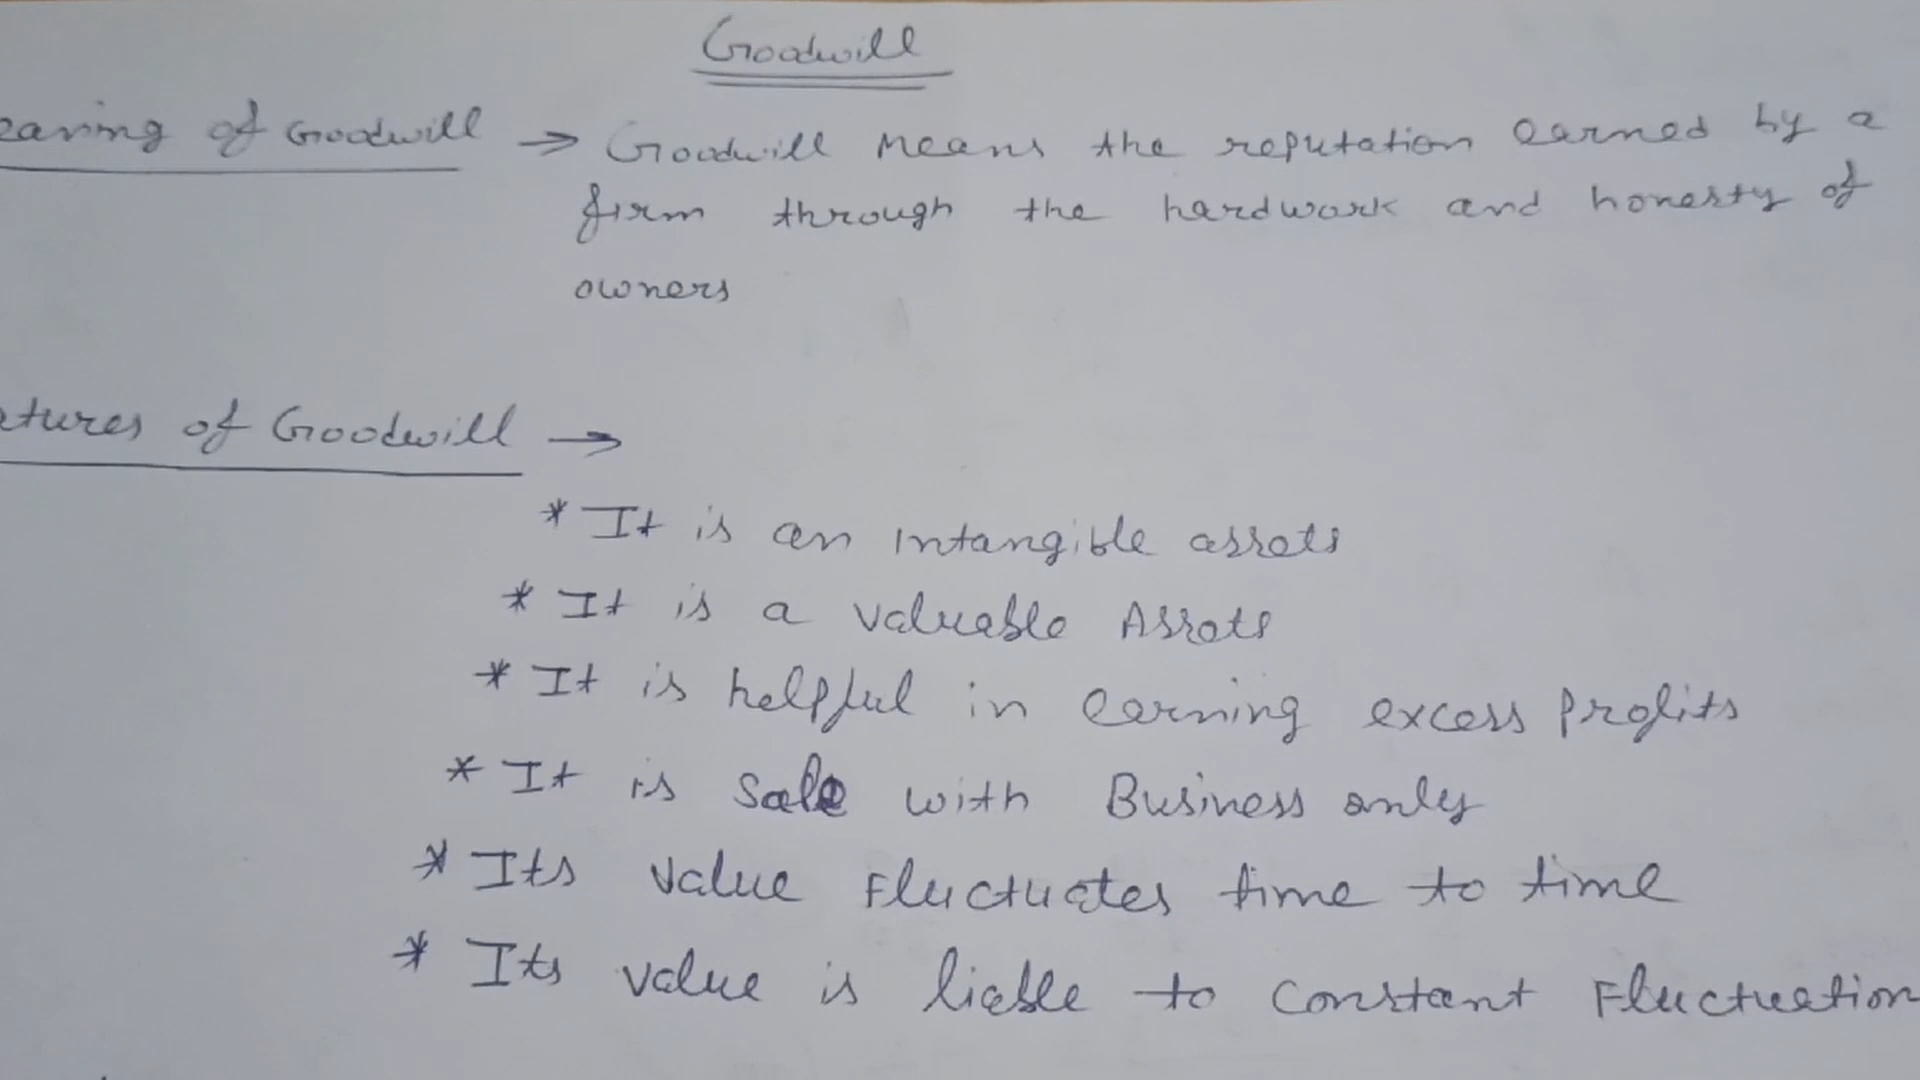 Goodwill
eaning of Goodwill → Goodwill Means the reputation earned by a
firm through the hardwork and honesty of
owners
atures of Goodwill →
* It is an Intangible assets
* It is a valuable Assets
* It is helpful in earning excess Profits
* It is Sale with Business only
* Its value Fluctuates time to time
* Its value is liable to constant Fluctuation